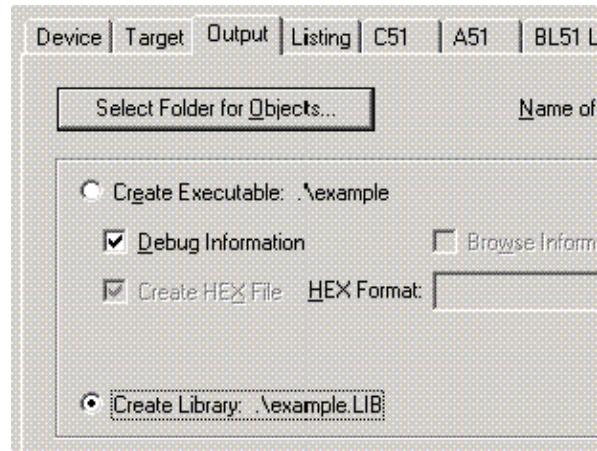 Device Target Output Listing C51 A51 BL51 L
Select Folder for Objects... Name of
Create Executable: .\example
Debug Information Browse Inform
Create HEX File HEX Format:
Create Library: .\example.LIB